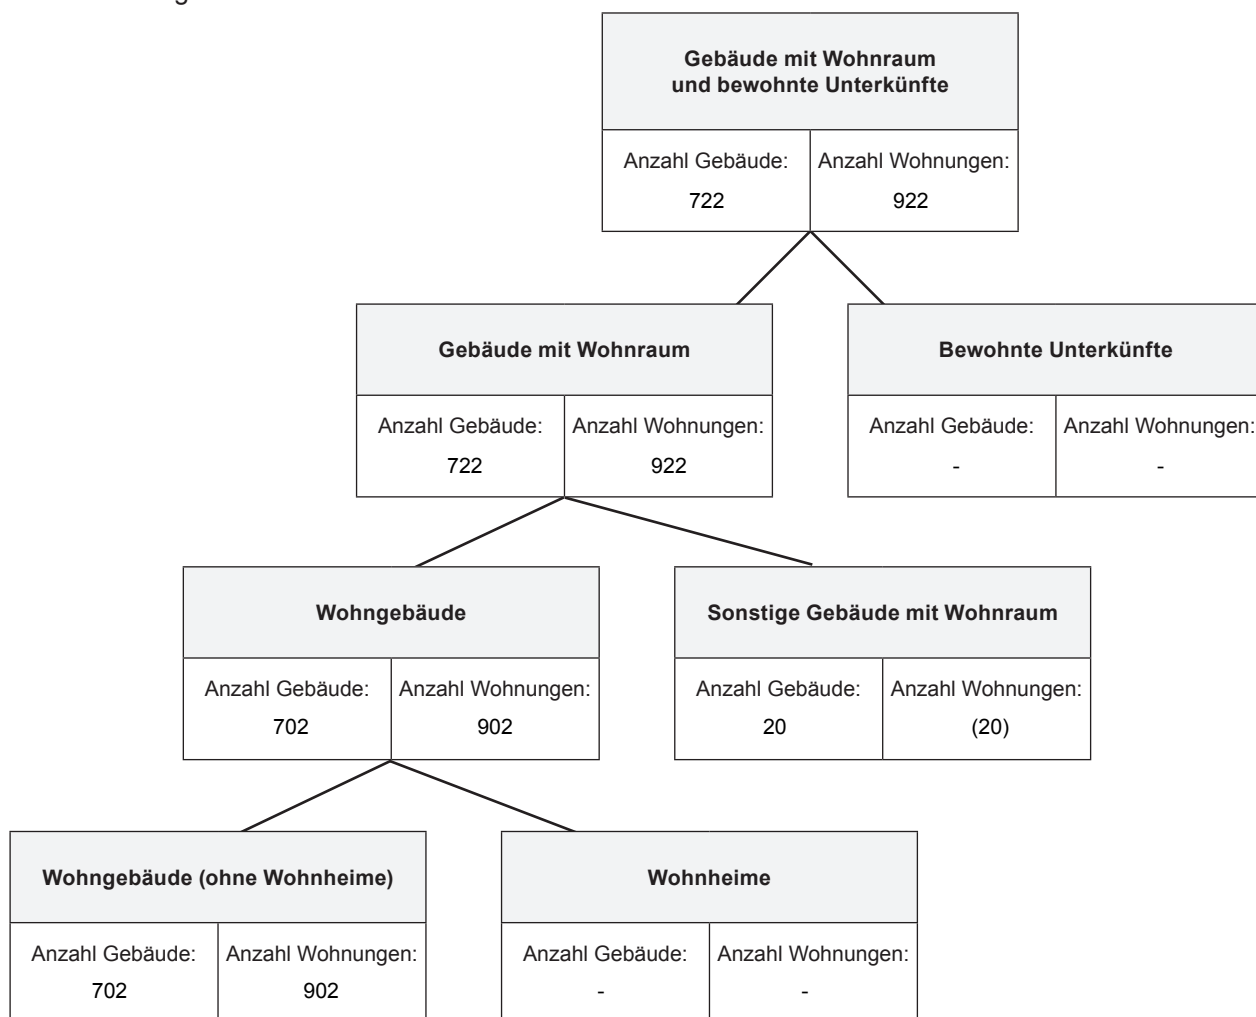 Gebäude mit Wohnraum
und bewohnte Unterkünfte
Anzahl Gebäude: Anzahl Wohnungen:
722 922
Gebäude mit Wohnraum
Bewohnte Unterkünfte
Anzahl Gebäude: Anzahl Wohnungen:
722 922
Anzahl Gebäude: Anzahl Wohnungen:
- -
Wohngebäude
Sonstige Gebäude mit Wohnraum
Anzahl Gebäude: Anzahl Wohnungen:
702 902
Anzahl Gebäude: Anzahl Wohnungen:
20 (20)
Wohngebäude (ohne Wohnheime)
Wohnheime
Anzahl Gebäude: Anzahl Wohnungen:
702 902
Anzahl Gebäude: Anzahl Wohnungen:
- -